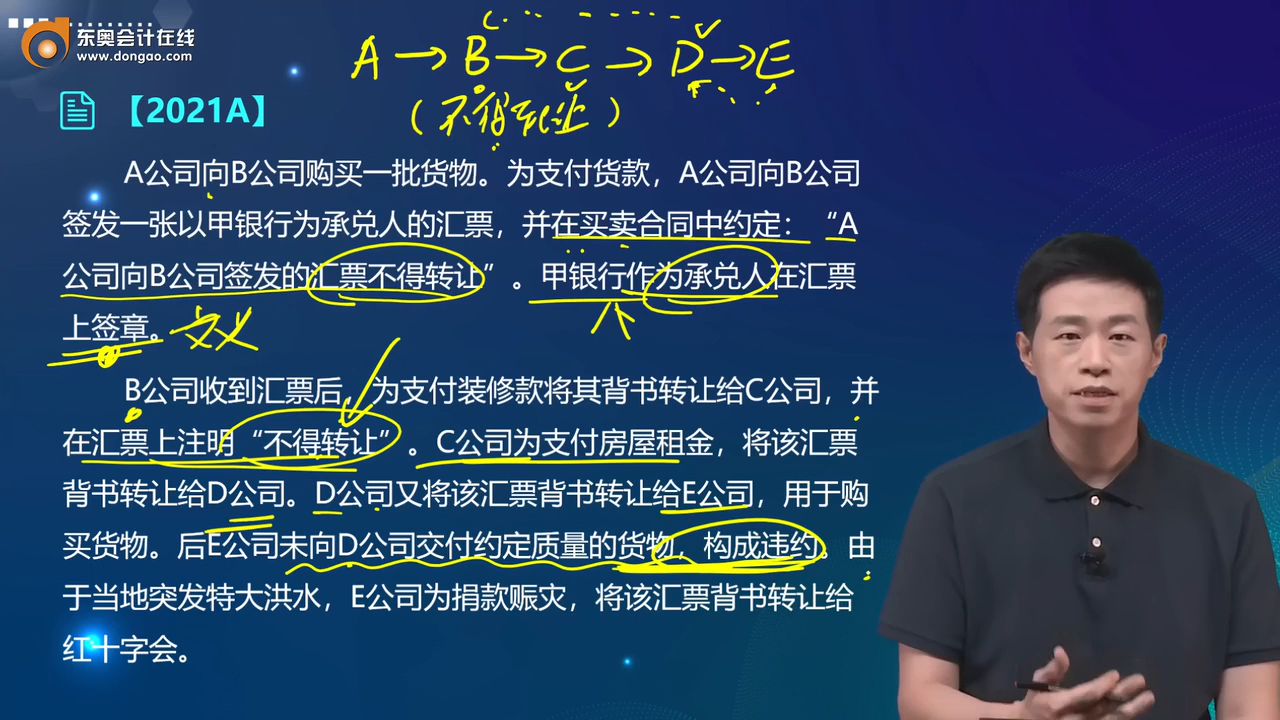 东奥会计在线
www.dongao.com
A→B→C→D→E
(不得转让)
【2021A】
A公司向B公司购买一批货物。为支付货款，A公司向B公司
签发一张以甲银行为承兑人的汇票，并在买卖合同中约定：“A
公司向B公司签发的汇票不得转让”。甲银行作为承兑人在汇票
上签章。文义
B公司收到汇票后，为支付装修款将其背书转让给C公司，并
在汇票上注明“不得转让”。C公司为支付房屋租金，将该汇票
背书转让给D公司。D公司又将该汇票背书转让给E公司，用于购
买货物。后E公司未向D公司交付约定质量的货物，构成违约。由
于当地突发特大洪水，E公司为捐款赈灾，将该汇票背书转让给
红十字会。